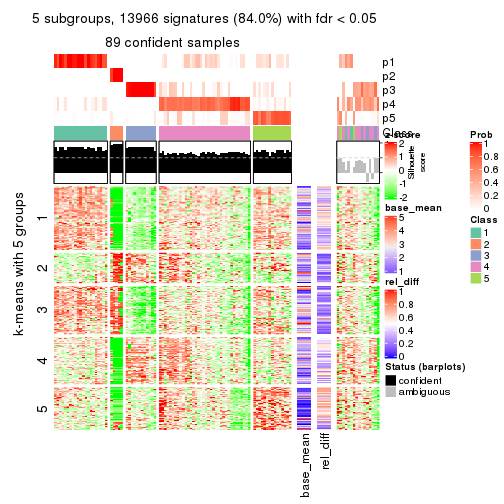 5 subgroups, 13966 signatures (84.0%) with fdr < 0.05
89 confident samples
p1
p2
p3
p4
p5
Class
k-means with 5 groups
1
2
3
4
5
base_mean
rel_diff
z-score
2
1
0
-1
-2
Silhouette
score
base_mean
5
4
3
2
1
rel_diff
1
0.8
0.6
0.4
0.2
0
Status (barplots)
confident
ambiguous
Prob
1
0.8
0.6
0.4
0.2
0
Class
1
2
3
4
5